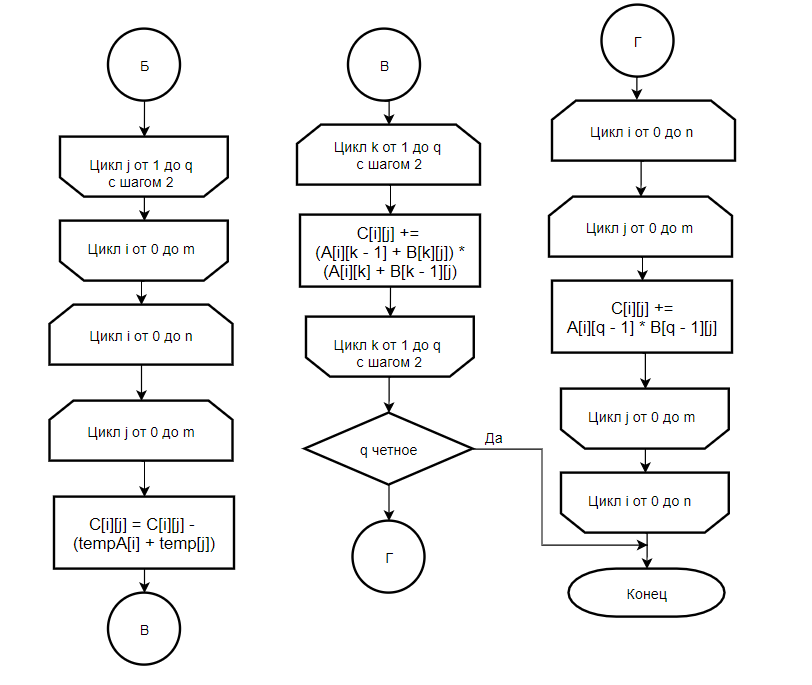 Б
Цикл j от 1 до q
с шагом 2
Цикл i от 0 до m
Цикл i от 0 до n
Цикл j от 0 до m
C[i][j] = C[i][j] -
(tempA[i] + temp[j])
В
В
Цикл k от 1 до q
с шагом 2
C[i][j] +=
(A[i][k - 1] + B[k][j]) *
(A[i][k] + B[k - 1][j)
Цикл k от 1 до q
с шагом 2
q четное
Да
Г
Г
Цикл i от 0 до n
Цикл j от 0 до m
C[i][j] +=
A[i][q - 1] * B[q - 1][j]
Цикл j от 0 до m
Цикл i от 0 до n
Конец